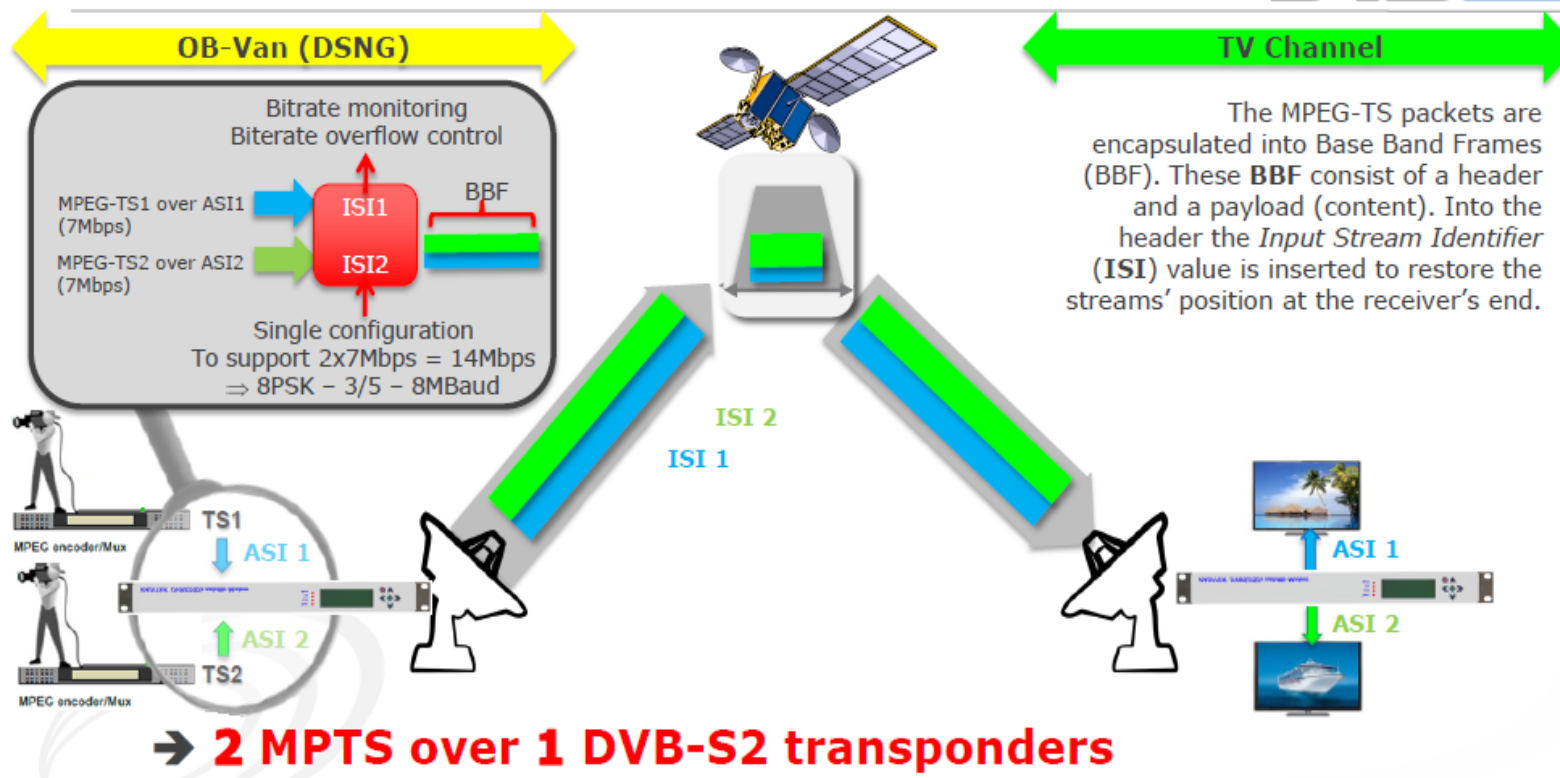 OB-Van (DSNG)
TV Channel
Bitrate monitoring
Biterate overflow control
MPEG-TS1 over ASI1
(7Mbps)
MPEG-TS2 over ASI2
(7Mbps)
ISI1
ISI2
BBF
Single configuration
To support 2x7Mbps = 14Mbps
⇒ 8PSK – 3/5 – 8MBaud
The MPEG-TS packets are
encapsulated into Base Band Frames
(BBF). These BBF consist of a header
and a payload (content). Into the
header the Input Stream Identifier
(ISI) value is inserted to restore the
streams’ position at the receiver’s end.
ISI 2
ISI 1
TS1
MPEG encoder/Mux
ASI 1
ASI 2
TS2
MPEG encoder/Mux
ASI 1
ASI 2
➔ 2 MPTS over 1 DVB-S2 transponders